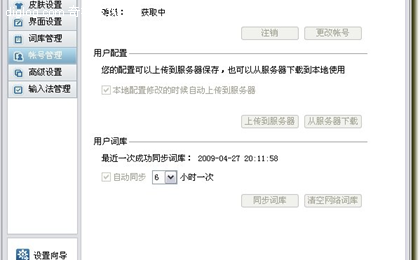 皮肤设置
界面设置
词库管理
帐号管理
高级设置
输入法管理
设置向导
获取中
注销 更改帐号
用户配置
您的配置可以上传到服务器保存,也可以从服务器下载到本地使用
本地配置修改的时候自动上传到服务器
上传到服务器 从服务器下载
用户词库
最近一次成功同步词库: 2009-04-27 20:11:58
自动同步 6 小时一次
同步词库 清空网络词库